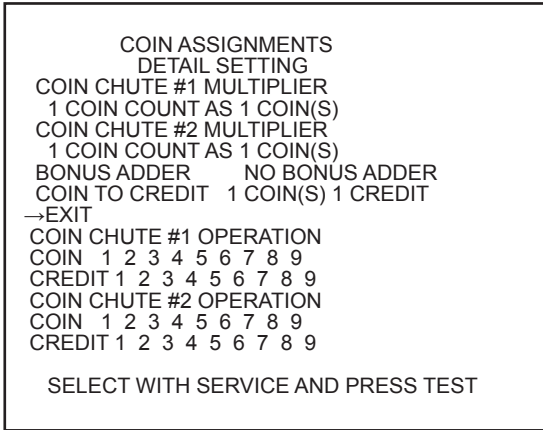 COIN ASSIGNMENTS
DETAIL SETTING
COIN CHUTE #1 MULTIPLIER
1 COIN COUNT AS 1 COIN(S)
COIN CHUTE #2 MULTIPLIER
1 COIN COUNT AS 1 COIN(S)
BONUS ADDER NO BONUS ADDER
COIN TO CREDIT 1 COIN(S) 1 CREDIT
→EXIT
COIN CHUTE #1 OPERATION
COIN 1 2 3 4 5 6 7 8 9
CREDIT 1 2 3 4 5 6 7 8 9
COIN CHUTE #2 OPERATION
COIN 1 2 3 4 5 6 7 8 9
CREDIT 1 2 3 4 5 6 7 8 9
SELECT WITH SERVICE AND PRESS TEST